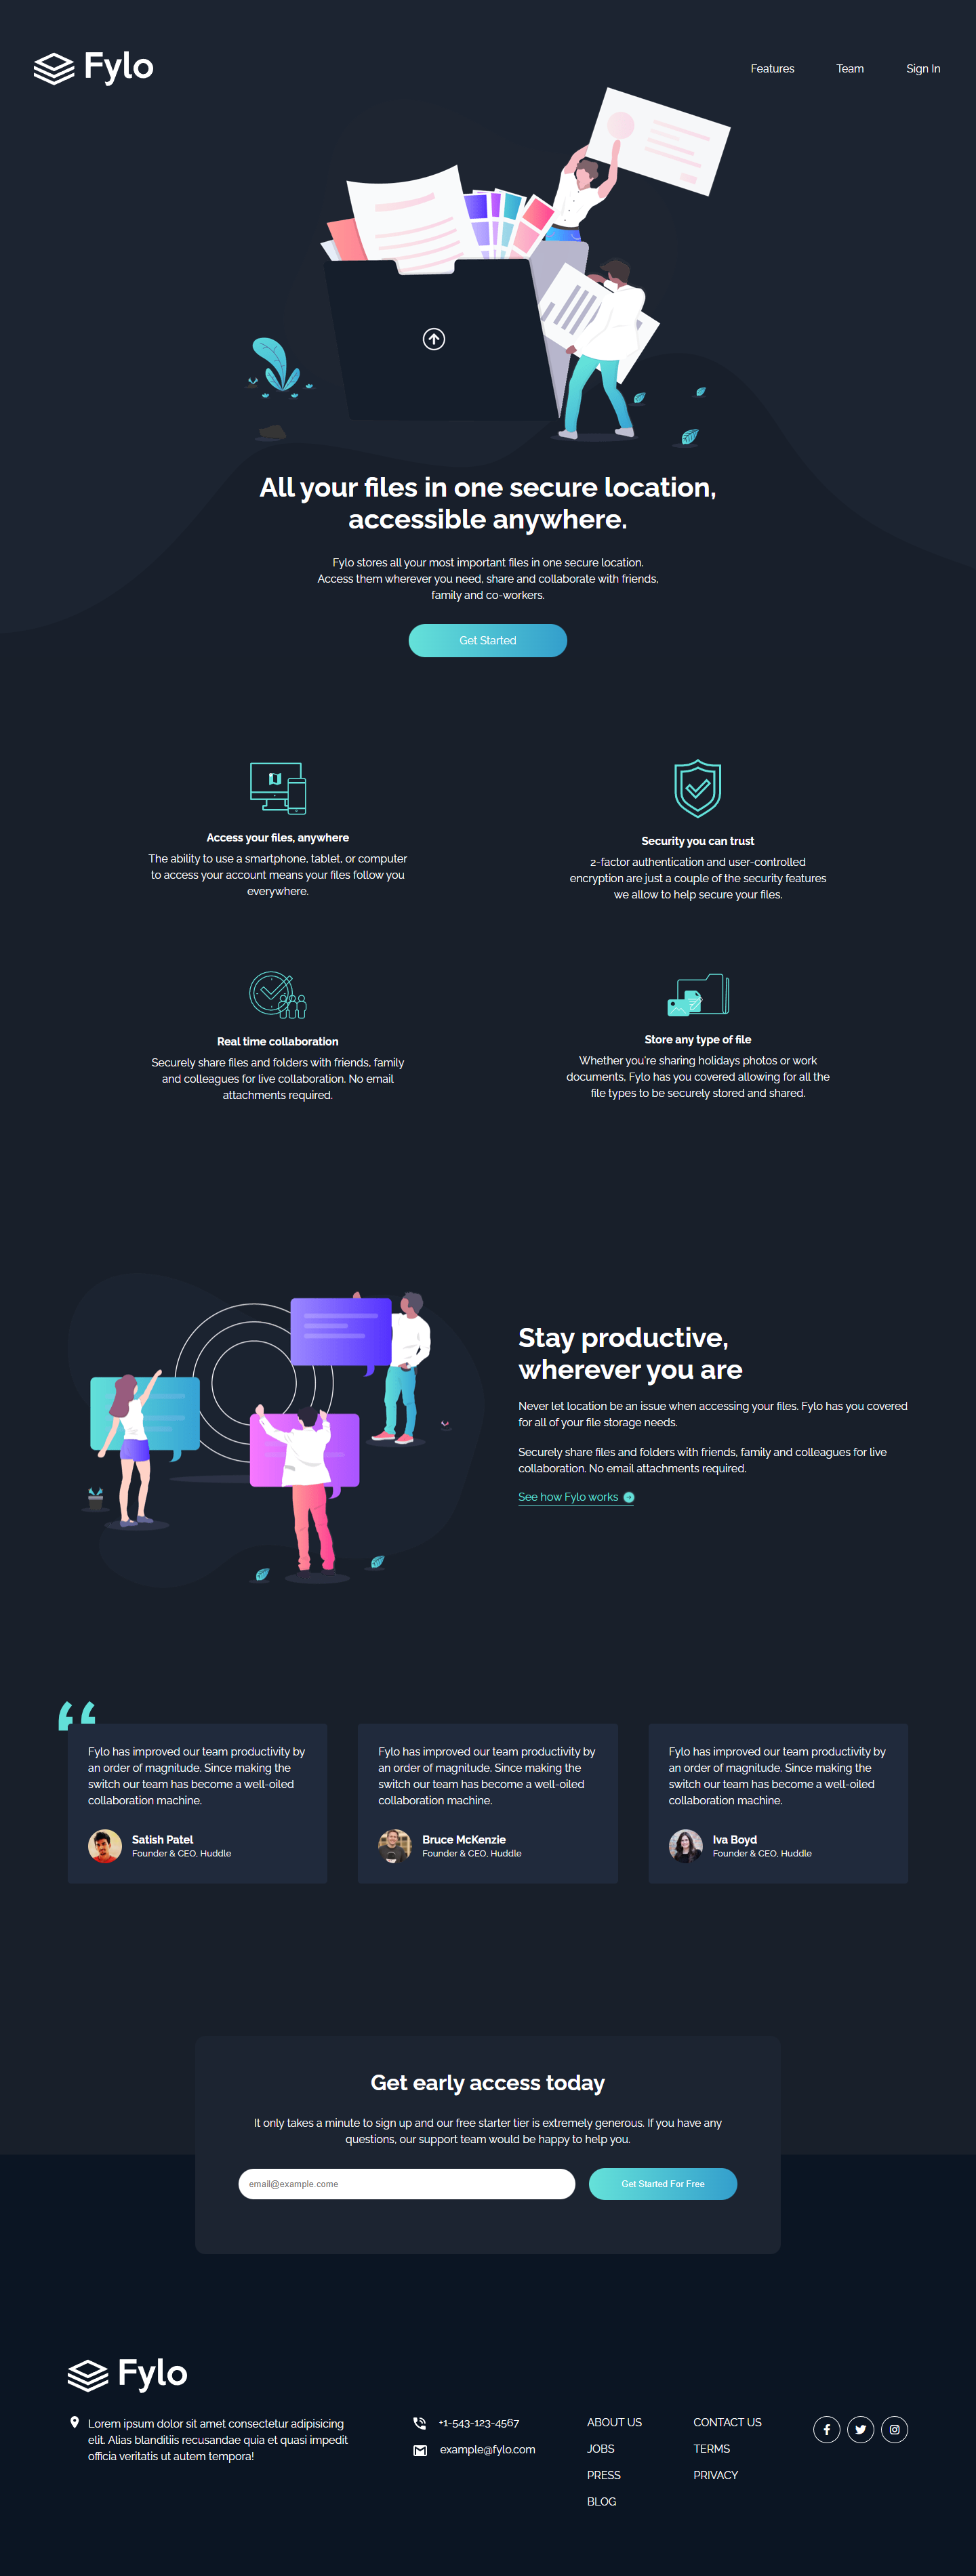 Fylo
Features
Team
Sign In
All your files in one secure location,
accessible anywhere.
Fylo stores all your most important files in one secure location.
Access them wherever you need, share and collaborate with friends,
family and co-workers.
Get Started
Access your files, anywhere
The ability to use a smartphone, tablet, or computer
to access your account means your files follow you
everywhere.
Security you can trust
2-factor authentication and user-controlled
encryption are just a couple of the security features
we allow to help secure your files.
Real time collaboration
Securely share files and folders with friends, family
and colleagues for live collaboration. No email
attachments required.
Store any type of file
Whether you're sharing holidays photos or work
documents, Fylo has you covered allowing for all the
file types to be securely stored and shared.
Stay productive,
wherever you are
Never let location be an issue when accessing your files. Fylo has you covered
for all of your file storage needs.
Securely share files and folders with friends, family and colleagues for live
collaboration. No email attachments required.
See how Fylo works
Fylo has improved our team productivity by
an order of magnitude. Since making the
switch our team has become a well-oiled
collaboration machine.
Satish Patel
Founder & CEO, Huddle
Fylo has improved our team productivity by
an order of magnitude. Since making the
switch our team has become a well-oiled
collaboration machine.
Bruce McKenzie
Founder & CEO, Huddle
Fylo has improved our team productivity by
an order of magnitude. Since making the
switch our team has become a well-oiled
collaboration machine.
Iva Boyd
Founder & CEO, Huddle
Get early access today
It only takes a minute to sign up and our free starter tier is extremely generous. If you have any
questions, our support team would be happy to help you.
email@example.come
Get Started For Free
Fylo
Lorem ipsum dolor sit amet consectetur adipisicing
elit. Alias blanditiis recusandae quia et quasi impedit
officia veritatis ut autem tempora!
+1-543-123-4567
example@fylo.com
ABOUT US
JOBS
PRESS
BLOG
CONTACT US
TERMS
PRIVACY